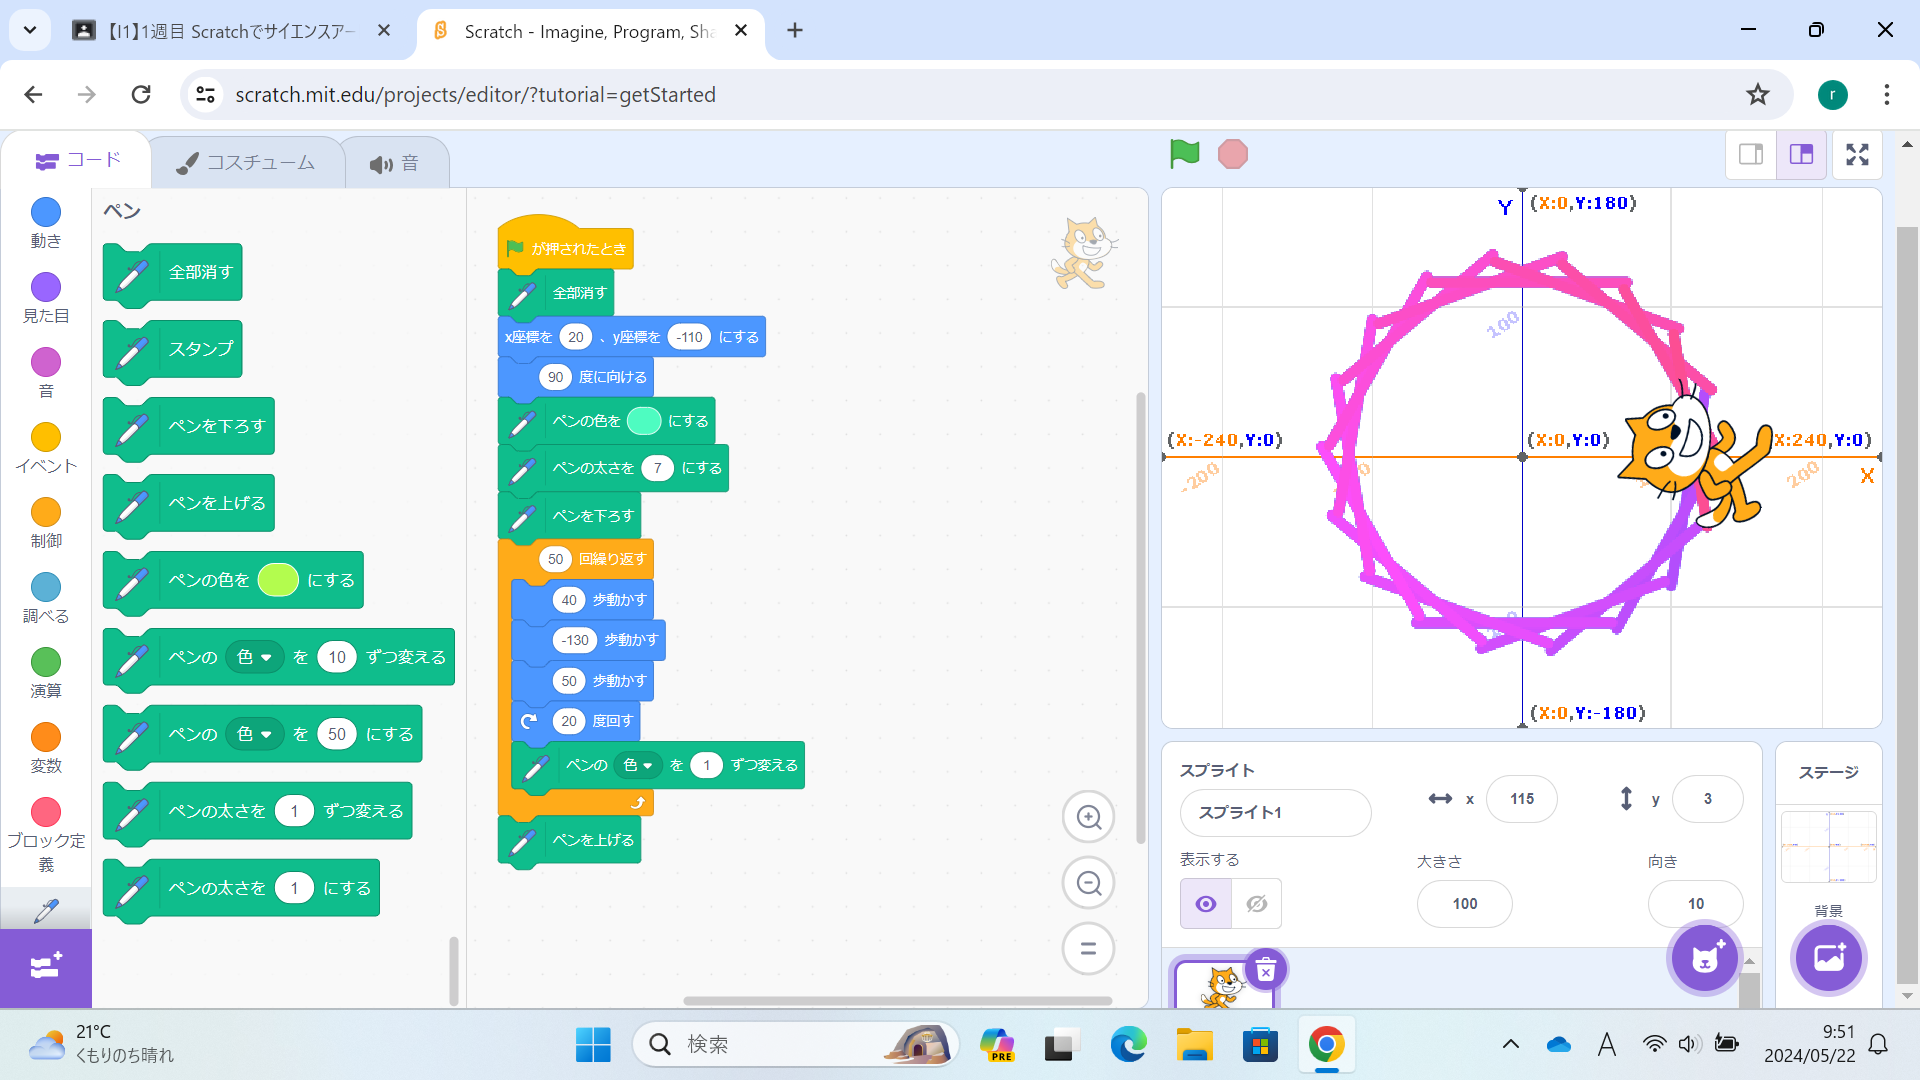 【I1】1週目 Scratchでサイエンスアー
Scratch - Imagine, Program, Sha
scratch.mit.edu/projects/editor/?tutorial=getStarted
r
コード
コスチューム
音
動き
見た目
音
イベント
制御
調べる
演算
変数
ブロック定
義
ペン
全部消す
スタンプ
ペンを下ろす
ペンを上げる
ペンの色を にする
ペンの 色 を 10 ずつ変える
ペンの 色 を 50 にする
ペンの太さを 1 ずつ変える
ペンの太さを 1 にする
が押されたとき
全部消す
x座標を 20 、y座標を -110 にする
90 度に向ける
ペンの色を にする
ペンの太さを 7 にする
ペンを下ろす
50 回繰り返す
40 歩動かす
-130 歩動かす
50 歩動かす
20 度回す
ペンの 色 を 1 ずつ変える
ペンを上げる
Y
(X:0,Y:180)
100
(X:-240,Y:0)
(X:0,Y:0)
X:240,Y:0)
-200
200
X
(X:0,Y:-180)
スプライト
スプライト1
x 115
y 3
表示する
大きさ
100
向き
10
ステージ
背景
21°C
くもりのち晴れ
検索
PRE
A
9:51
2024/05/22